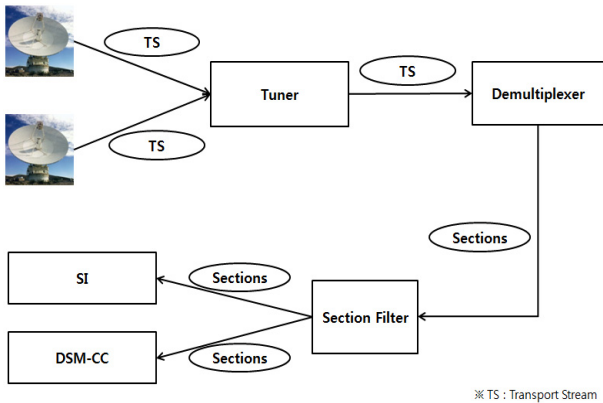 TS
Tuner
TS
Demultiplexer
TS
Sections
SI
Sections
Section Filter
DSM-CC
Sections
※ TS : Transport Stream